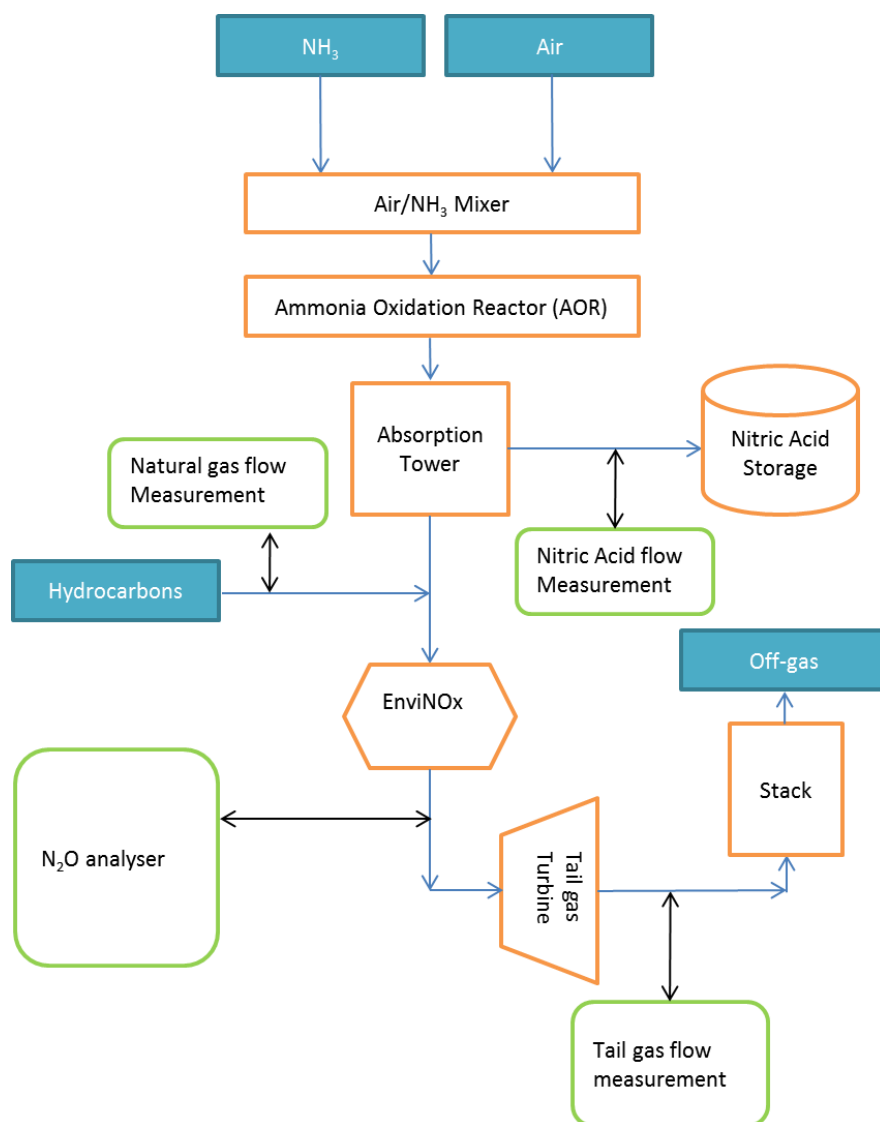 NH₃
Air
Air/NH₃ Mixer
Ammonia Oxidation Reactor (AOR)
Absorption
Tower
Nitric Acid
Storage
Natural gas flow
Measurement
Nitric Acid flow
Measurement
Hydrocarbons
Off-gas
EnviNOx
Stack
N₂O analyser
Tail gas
Turbine
Tail gas flow
measurement